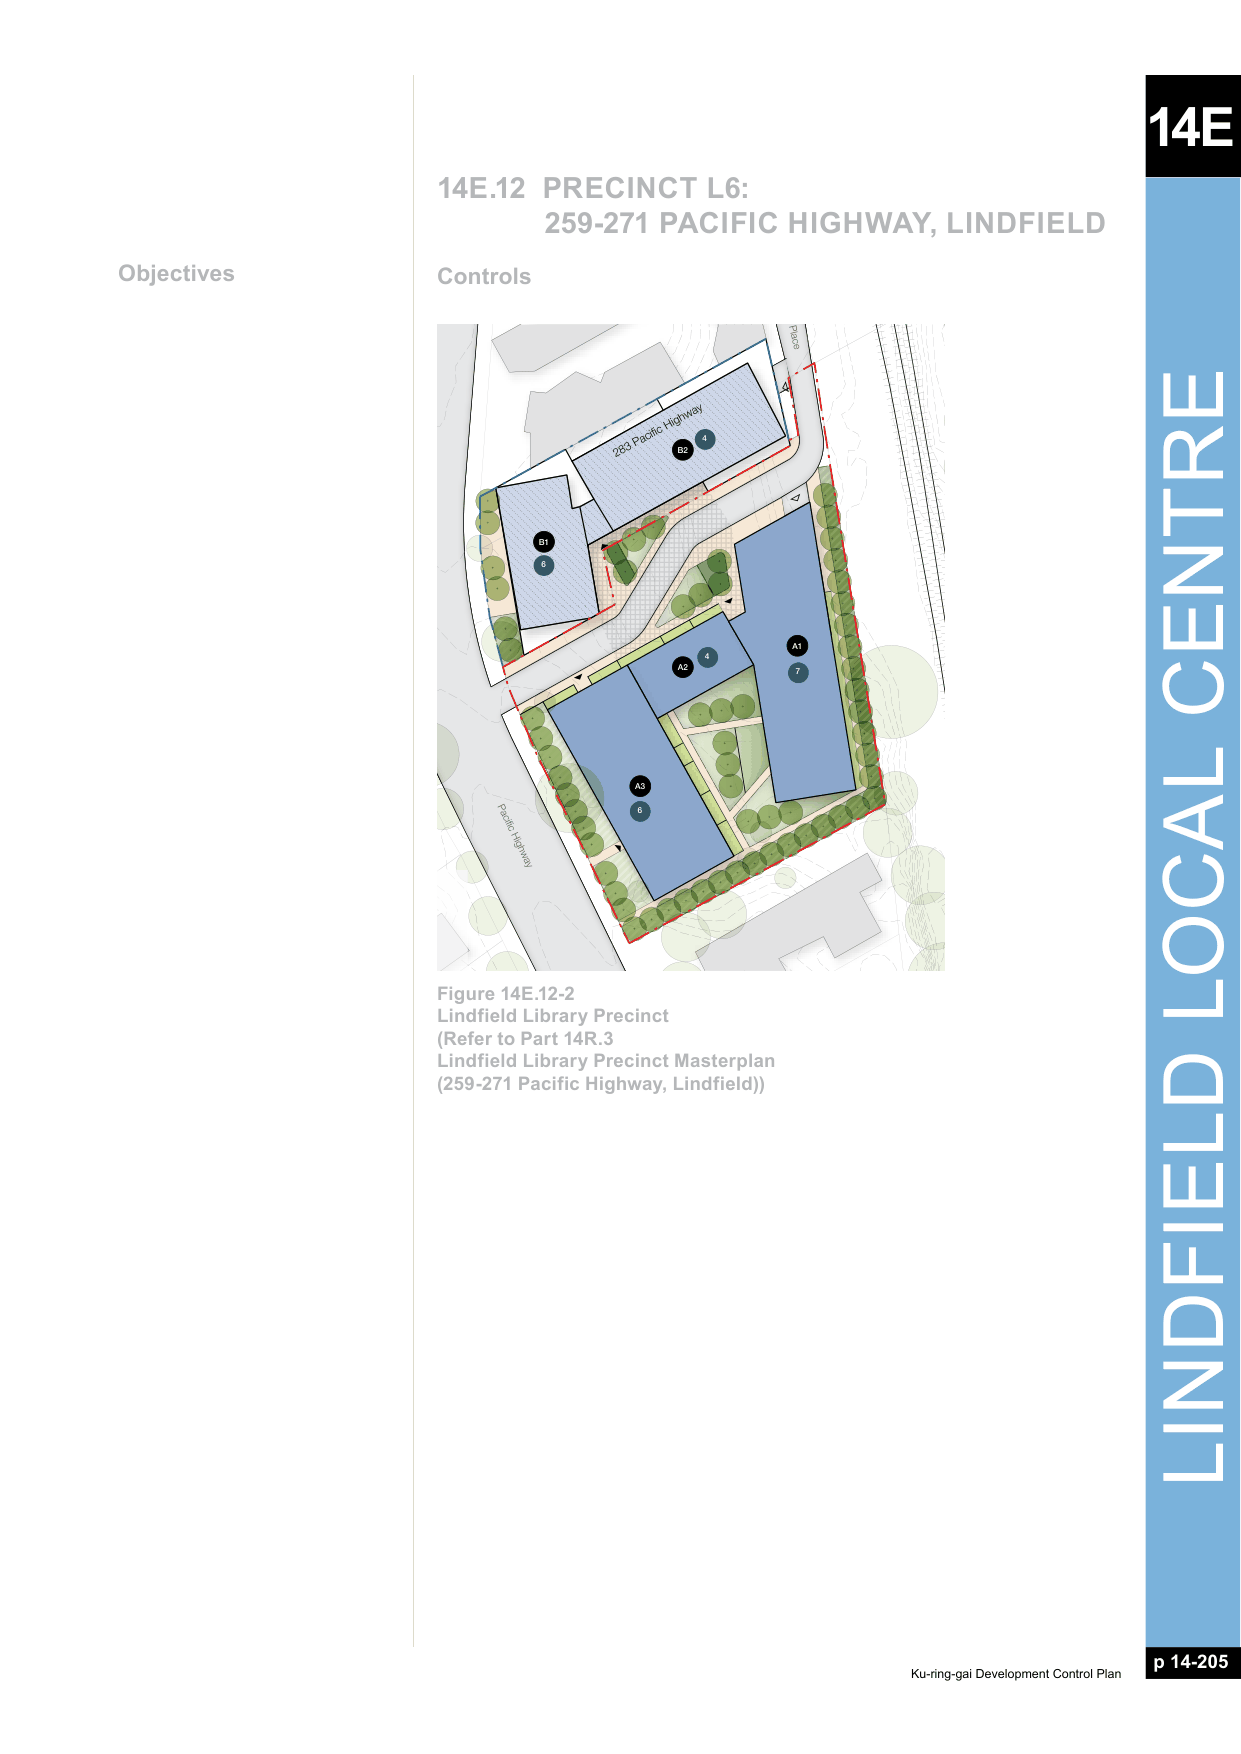 14E
14E.12 PRECINCT L6:
259-271 PACIFIC HIGHWAY, LINDFIELD
Objectives
Controls
Place
283 Pacific Highway
4
B2
B1
6
A1
7
4
A2
A3
6
Pacific Highway
Figure 14E.12-2
Lindfield Library Precinct
(Refer to Part 14R.3
Lindfield Library Precinct Masterplan
(259-271 Pacific Highway, Lindfield))
LINDFIELD LOCAL CENTRE
Ku-ring-gai Development Control Plan
p 14-205